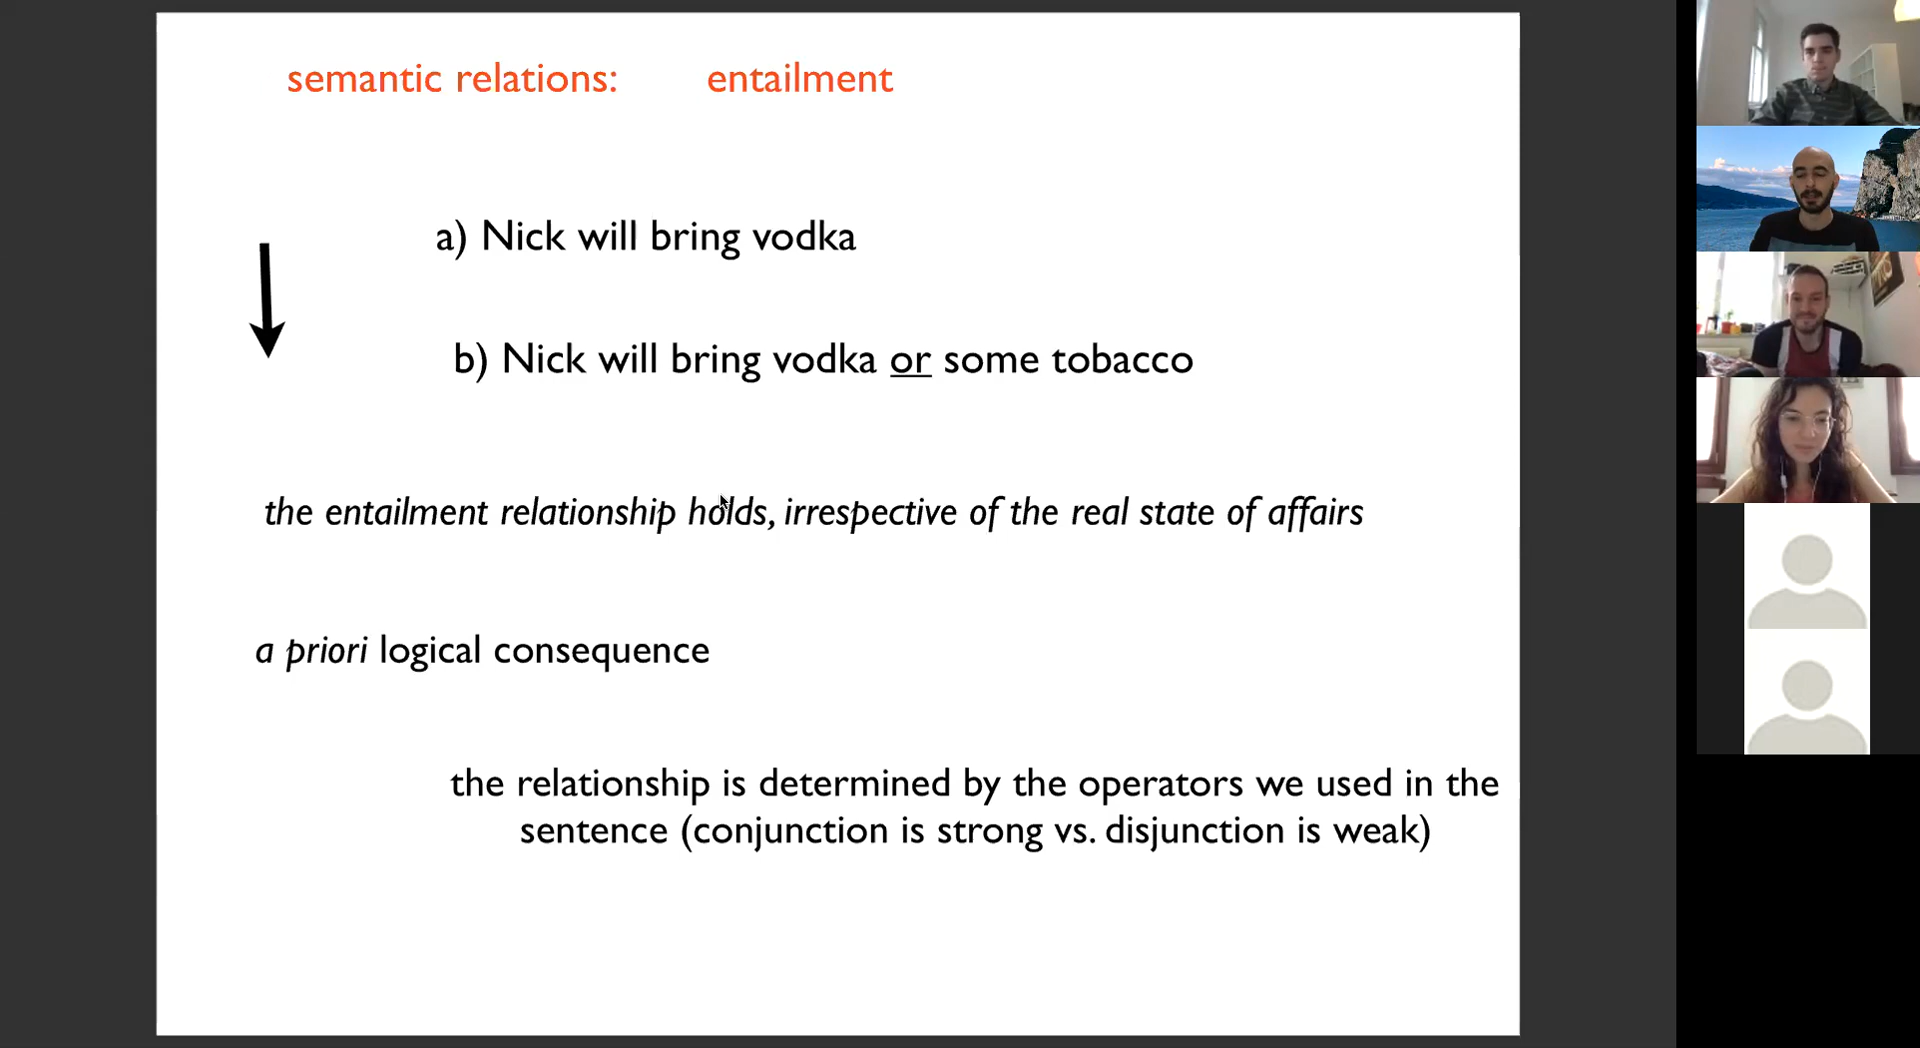 semantic relations: entailment
a) Nick will bring vodka
b) Nick will bring vodka or some tobacco
the entailment relationship holds, irrespective of the real state of affairs
a priori logical consequence
the relationship is determined by the operators we used in the
sentence (conjunction is strong vs. disjunction is weak)